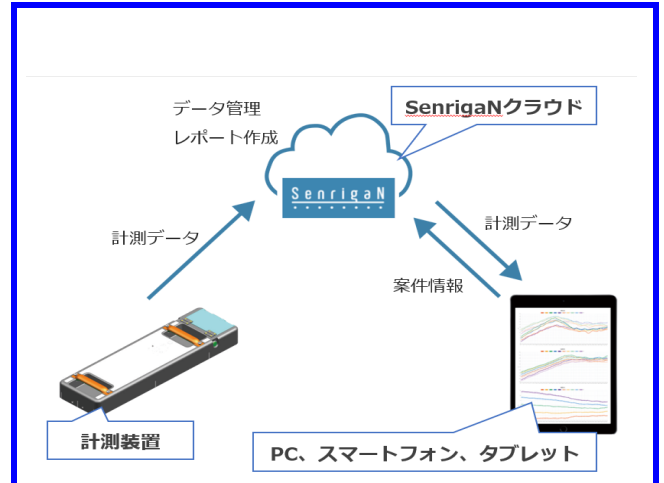 データ管理
レポート作成
SenrigaNクラウド
SenrigaN
計測データ
計測データ
案件情報
計測装置
PC、スマートフォン、タブレット